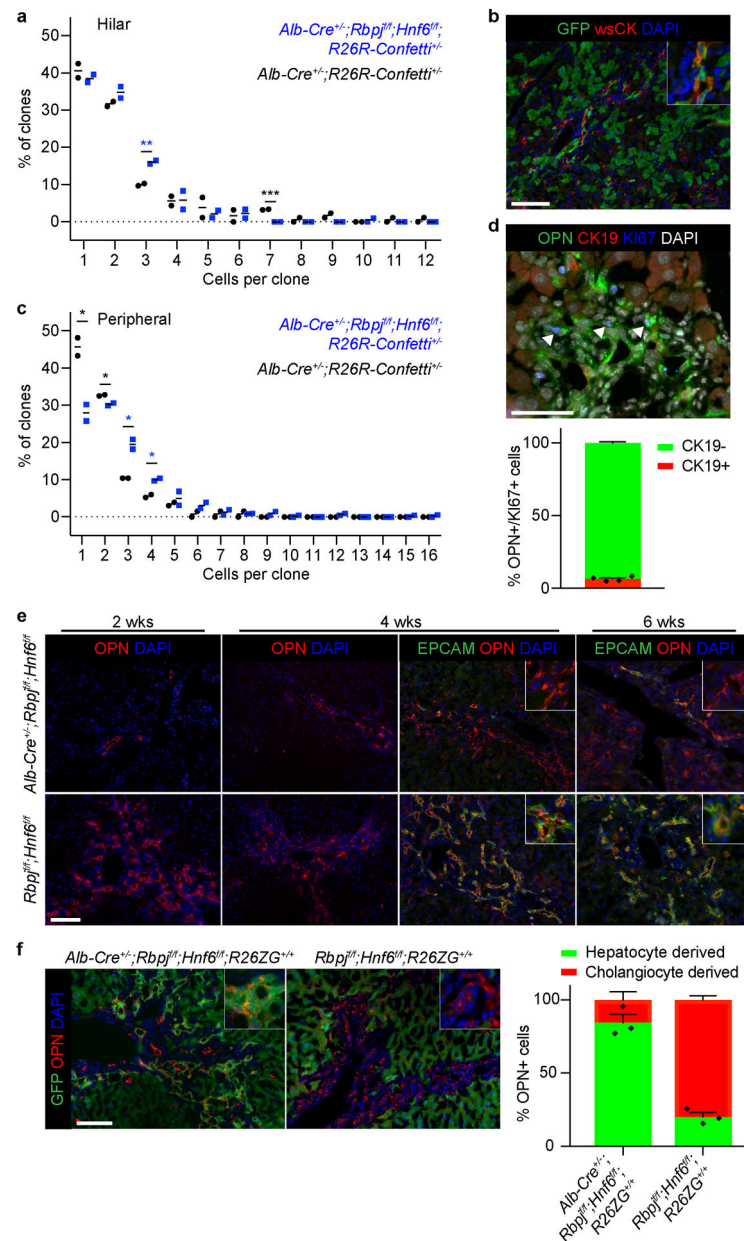 a
Hilar
Alb-Cre+/-;Rbpjf/f;Hnf6f/f;
R26R-Confetti+/-
Alb-Cre+/-;R26R-Confetti+/-
% of clones
50
40
30
20
10
0
**
***
1 2 3 4 5 6 7 8 9 10 11 12
Cells per clone
b
GFP wsCK DAPI
c
Peripheral
Alb-Cre+/-;Rbpjf/f;Hnf6f/f;
R26R-Confetti+/-
Alb-Cre+/-;R26R-Confetti+/-
% of clones
50
40
30
20
10
0
*
*
*
*
1 2 3 4 5 6 7 8 9 10 11 12 13 14 15 16
Cells per clone
d
OPN CK19 KI67 DAPI
% OPN+/KI67+ cells
100
50
0
CK19-
CK19+
e
2 wks
4 wks
6 wks
OPN DAPI
OPN DAPI
EPCAM OPN DAPI
EPCAM OPN DAPI
Alb-Cre+/-;Rbpjf/f;Hnf6f/f
Rbpjf/f;Hnf6f/f
f
Alb-Cre+/-;Rbpjf/f;Hnf6f/f;R26ZG+/+
Rbpjf/f;Hnf6f/f;R26ZG+/+
GFP OPN DAPI
Hepatocyte derived
Cholangiocyte derived
% OPN+ cells
100
50
0
Alb-Cre+/-;
Rbpjf/f;Hnf6f/f;
R26ZG+/+
Rbpjf/f;Hnf6f/f;
R26ZG+/+